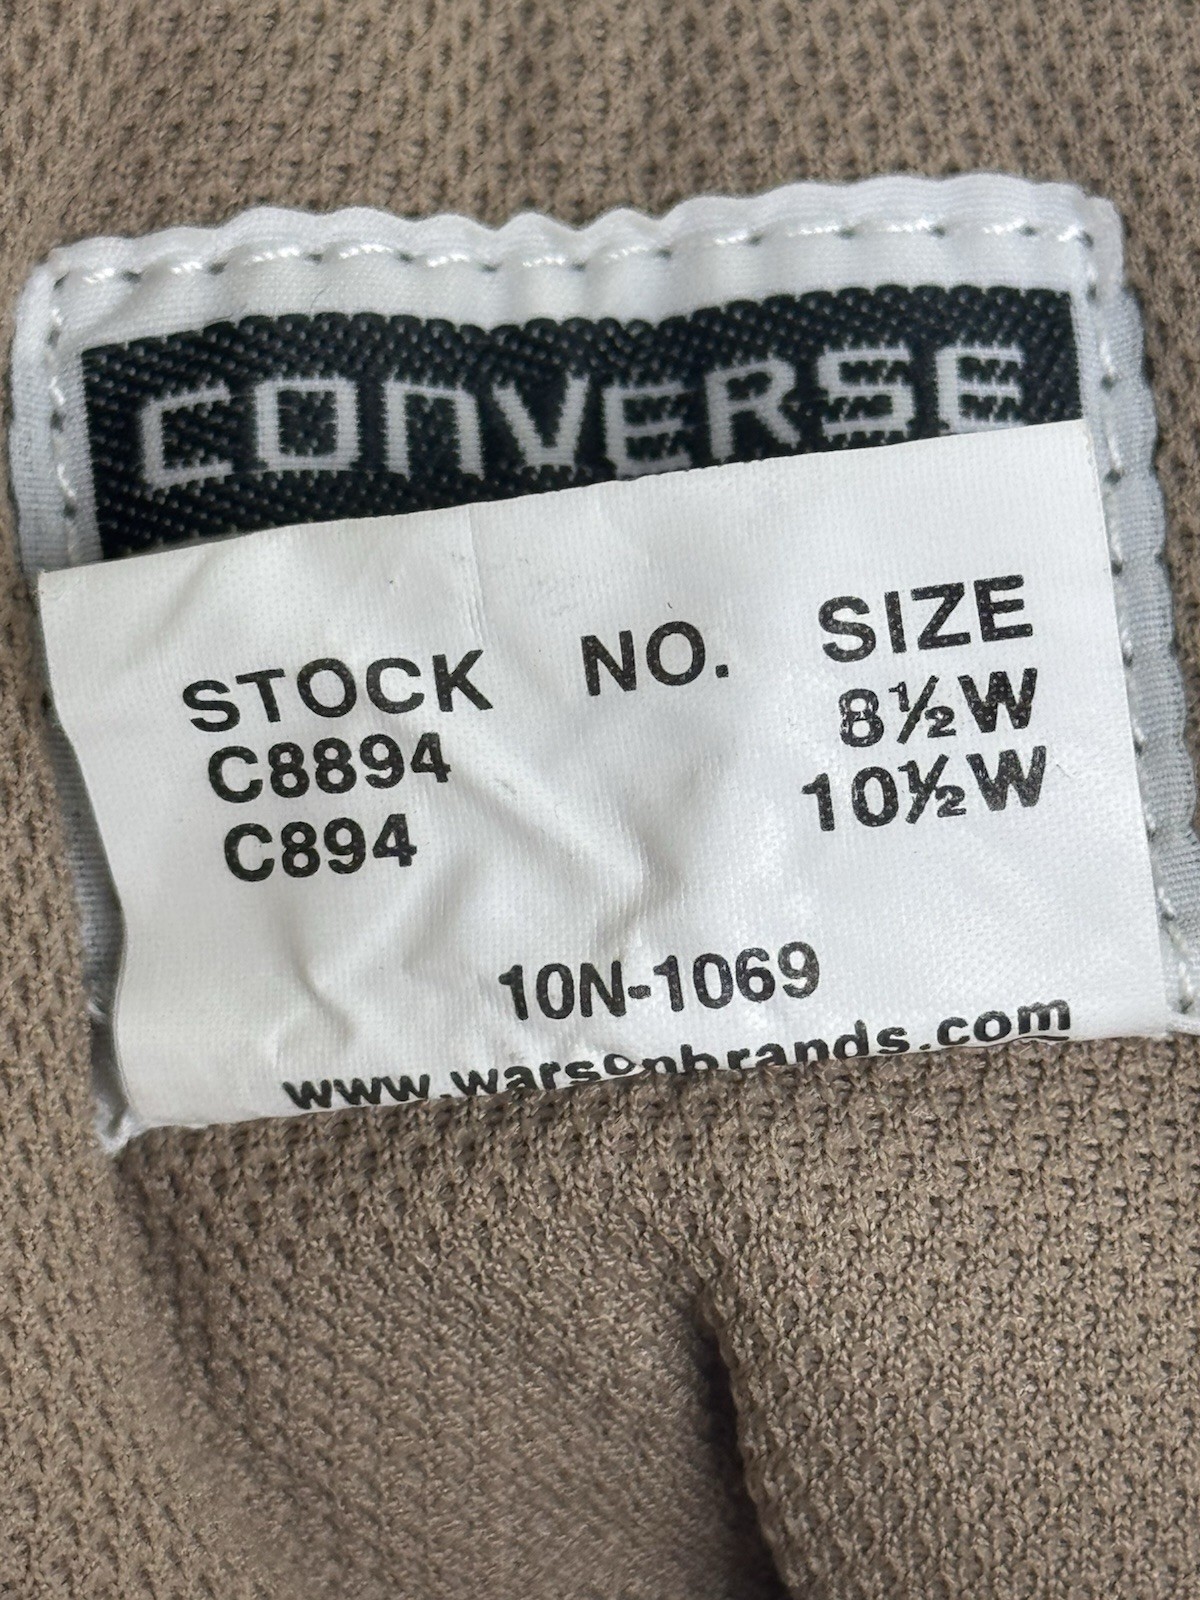 CONVERSE
STOCK NO. SIZE
C8894 8½W
C894 10½W
10N-1069
www.warsonbrands.com